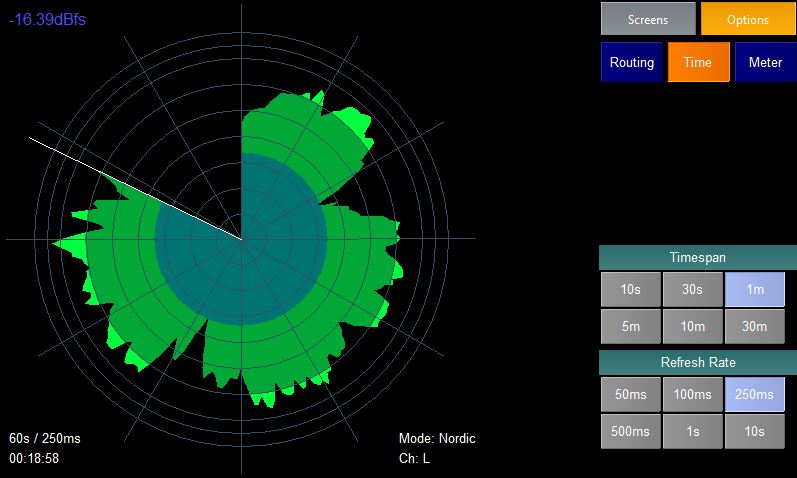 -16.39dBfs
Screens
Options
Routing
Time
Meter
Timespan
10s
30s
1m
5m
10m
30m
Refresh Rate
50ms
100ms
250ms
500ms
1s
10s
60s / 250ms
00:18:58
Mode: Nordic
Ch: L